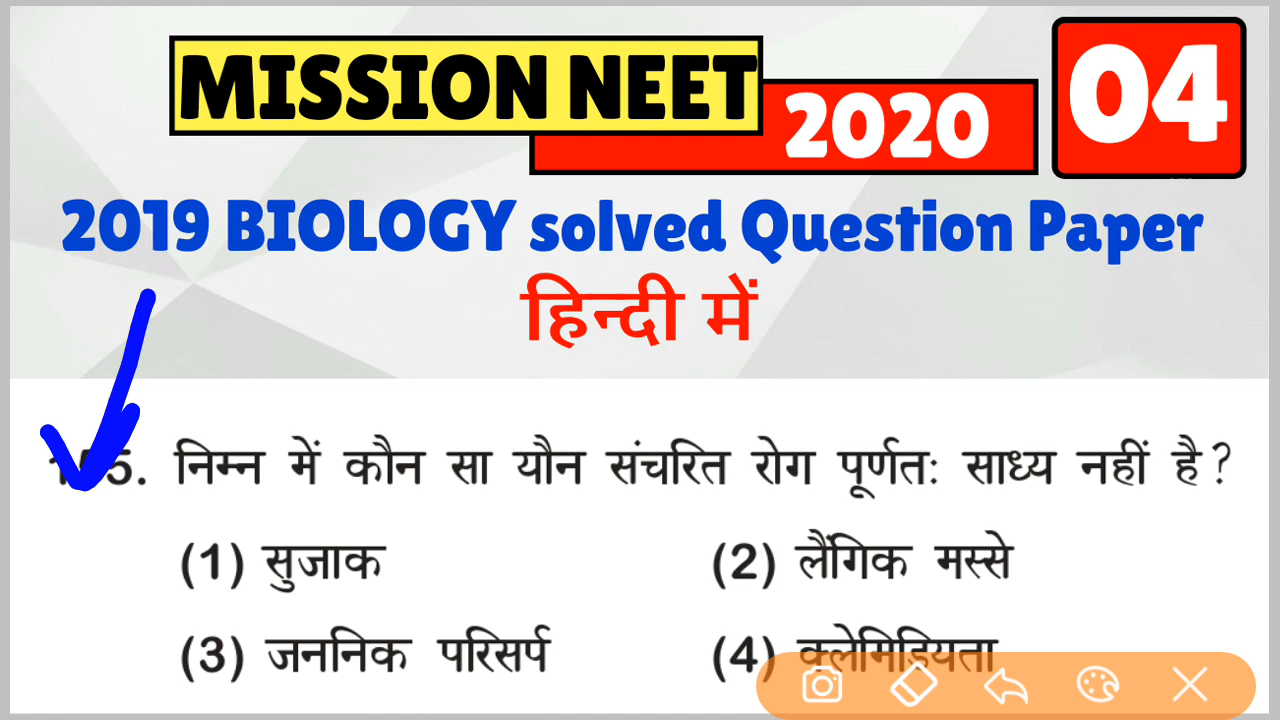 MISSION NEET
2020
04
2019 BIOLOGY solved Question Paper
हिन्दी में
निम्न में कौन सा यौन संचरित रोग पूर्णतः साध्य नहीं है ?
(1) सुजाक
(2) लैंगिक मस्से
(3) जननिक परिसर्प
(4) क्लेमिडियता